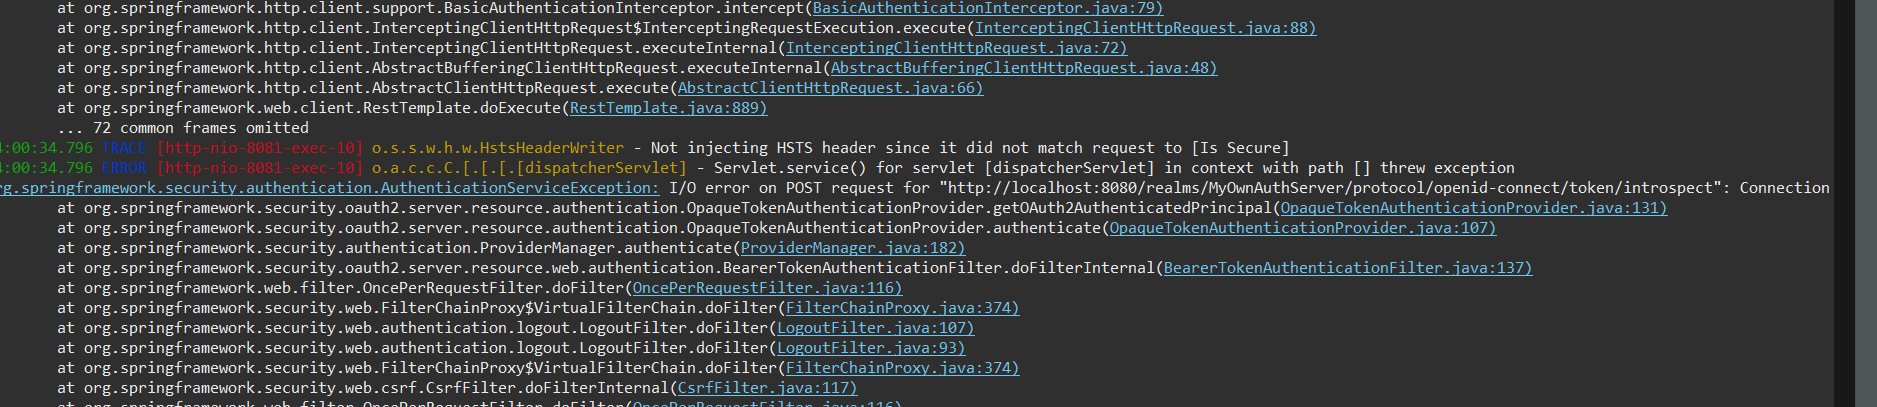 at org.springframework.http.client.support.BasicAuthenticationInterceptor.intercept(BasicAuthenticationInterceptor.java:79)
at org.springframework.http.client.InterceptingClientHttpRequest$InterceptingRequestExecution.execute(InterceptingClientHttpRequest.java:88)
at org.springframework.http.client.InterceptingClientHttpRequest.executeInternal(InterceptingClientHttpRequest.java:72)
at org.springframework.http.client.AbstractBufferingClientHttpRequest.executeInternal(AbstractBufferingClientHttpRequest.java:48)
at org.springframework.http.client.AbstractClientHttpRequest.execute(AbstractClientHttpRequest.java:66)
at org.springframework.web.client.RestTemplate.doExecute(RestTemplate.java:889)
... 72 common frames omitted
:00:34.796 TRACE [http-nio-8081-exec-10] o.s.s.w.h.w.HstsHeaderWriter - Not injecting HSTS header since it did not match request to [Is Secure]
:00:34.796 ERROR [http-nio-8081-exec-10] o.a.c.c.C.[.[.[.[dispatcherServlet] - Servlet.service() for servlet [dispatcherServlet] in context with path [] threw exception
rg.springframework.security.authentication.AuthenticationServiceException: I/O error on POST request for "http://localhost:8080/realms/MyOwnAuthServer/protocol/openid-connect/token/introspect": Connection
at org.springframework.security.oauth2.server.resource.authentication.OpaqueTokenAuthenticationProvider.getOAuth2AuthenticatedPrincipal(OpaqueTokenAuthenticationProvider.java:131)
at org.springframework.security.oauth2.server.resource.authentication.OpaqueTokenAuthenticationProvider.authenticate(OpaqueTokenAuthenticationProvider.java:107)
at org.springframework.security.authentication.ProviderManager.authenticate(ProviderManager.java:182)
at org.springframework.security.oauth2.server.resource.web.authentication.BearerTokenAuthenticationFilter.doFilterInternal(BearerTokenAuthenticationFilter.java:137)
at org.springframework.web.filter.OncePerRequestFilter.doFilter(OncePerRequestFilter.java:116)
at org.springframework.security.web.FilterChainProxy$VirtualFilterChain.doFilter(FilterChainProxy.java:374)
at org.springframework.security.web.authentication.logout.LogoutFilter.doFilter(LogoutFilter.java:107)
at org.springframework.security.web.authentication.logout.LogoutFilter.doFilter(LogoutFilter.java:93)
at org.springframework.security.web.FilterChainProxy$VirtualFilterChain.doFilter(FilterChainProxy.java:374)
at org.springframework.security.web.csrf.CsrfFilter.doFilterInternal(CsrfFilter.java:117)
at org.springframework.web.filter.OncePerRequestFilter.doFilter(OncePerRequestFilter.java:116)